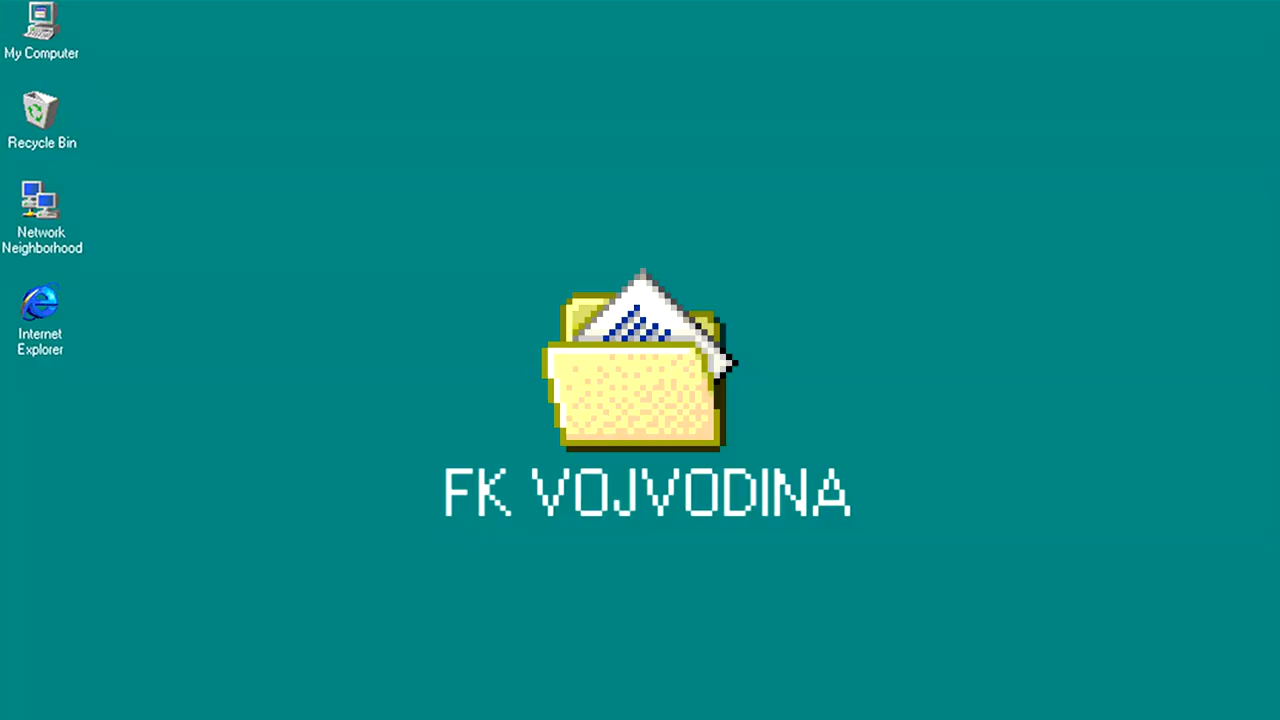 My Computer
Recycle Bin
Network
Neighborhood
Internet
Explorer
FK VOJVODINA